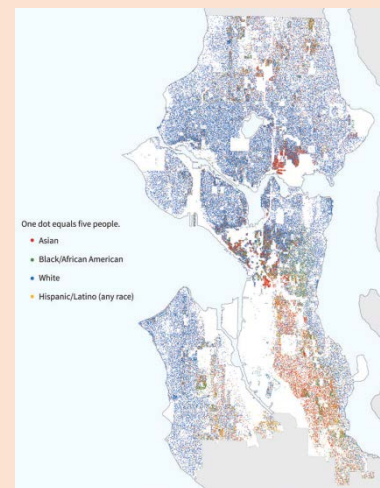 One dot equals five people.
Asian
Black/African American
White
Hispanic/Latino (any race)